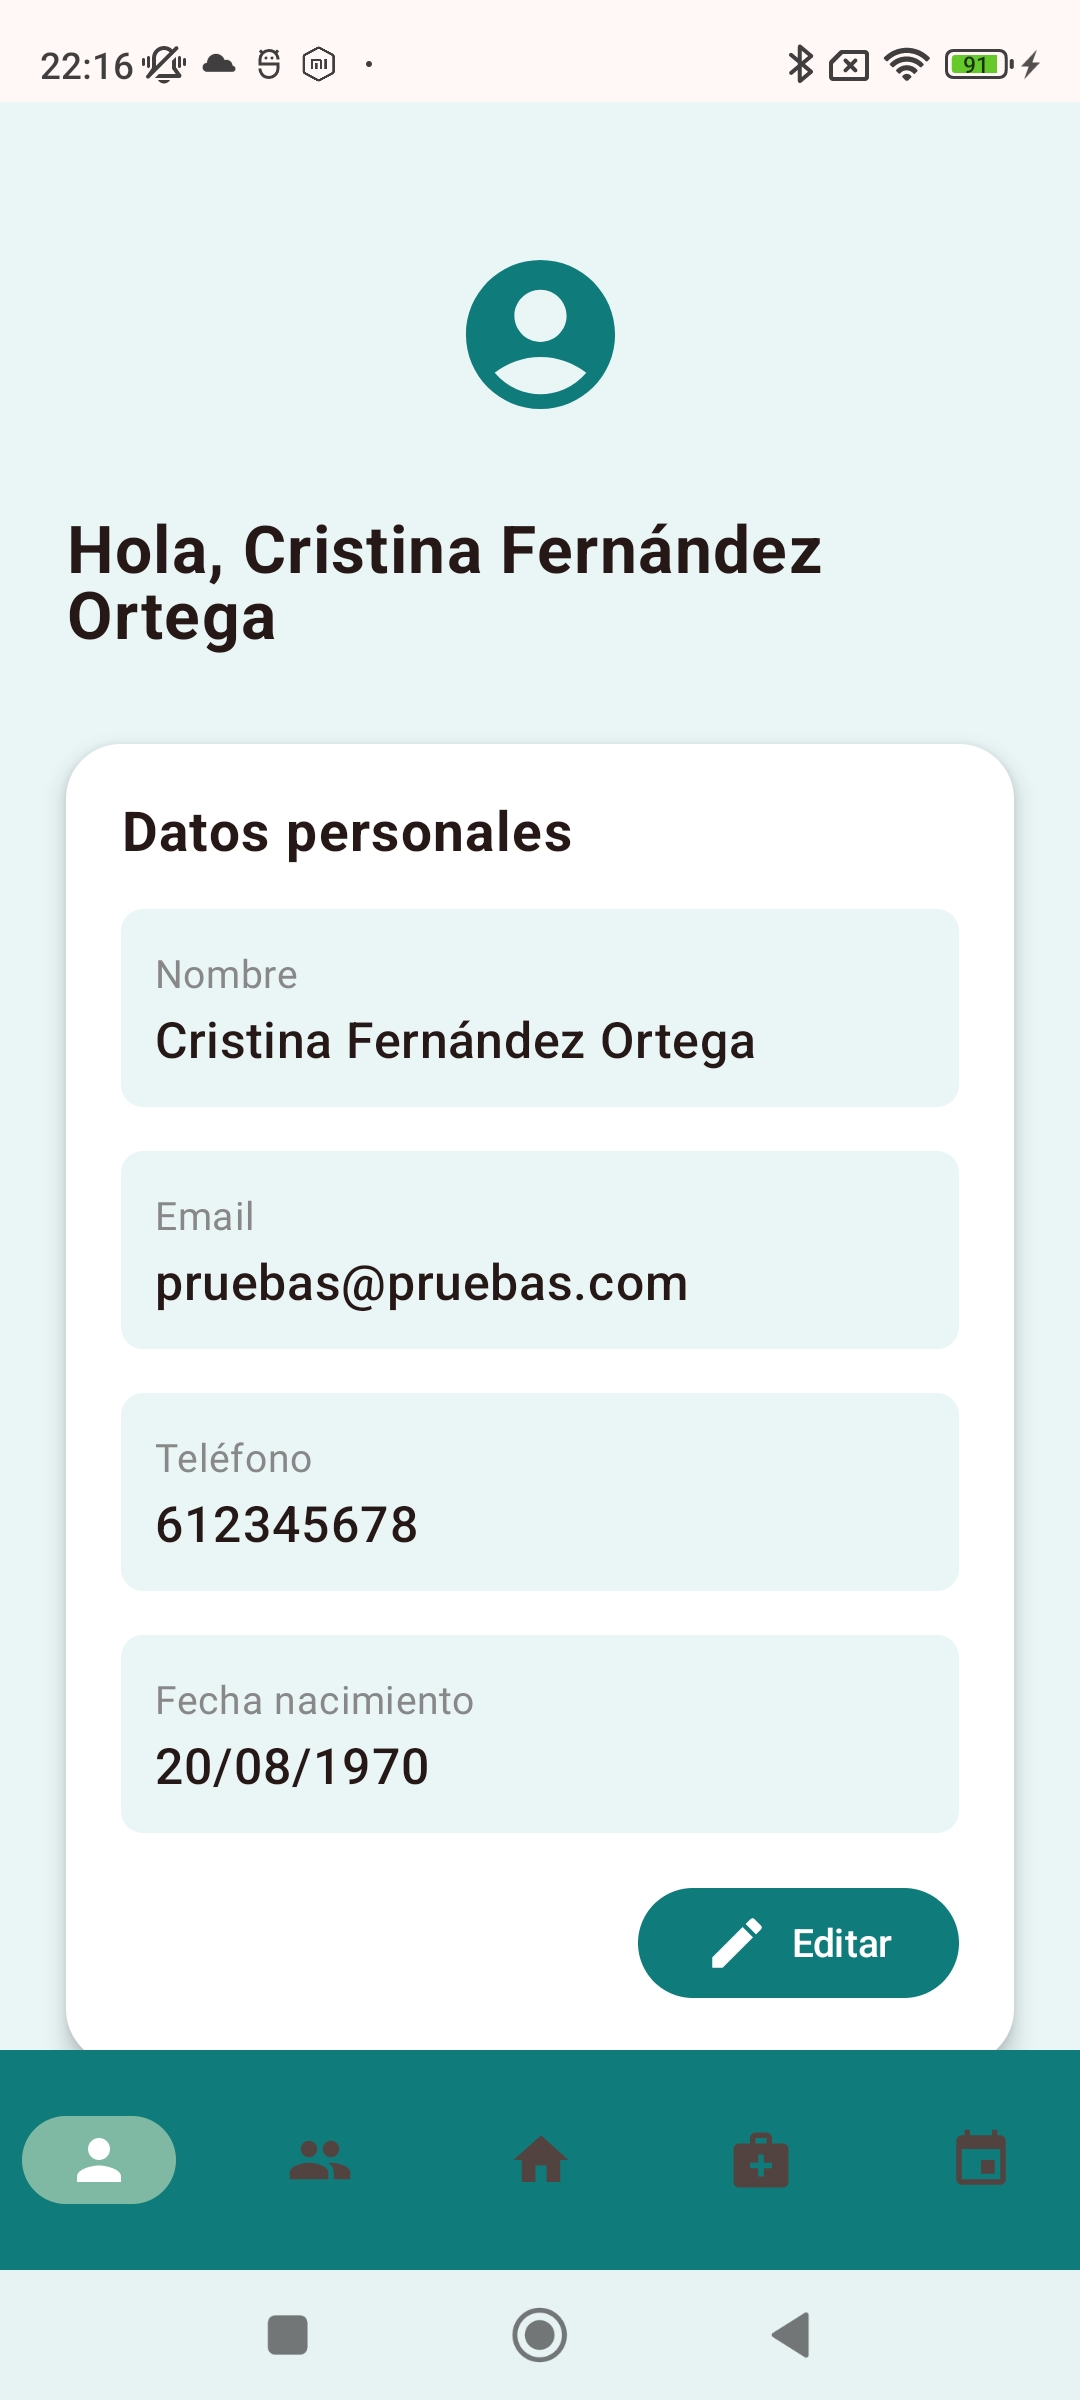 22:16
91
Hola, Cristina Fernández
Ortega
Datos personales
Nombre
Cristina Fernández Ortega
Email
pruebas@pruebas.com
Teléfono
612345678
Fecha nacimiento
20/08/1970
Editar